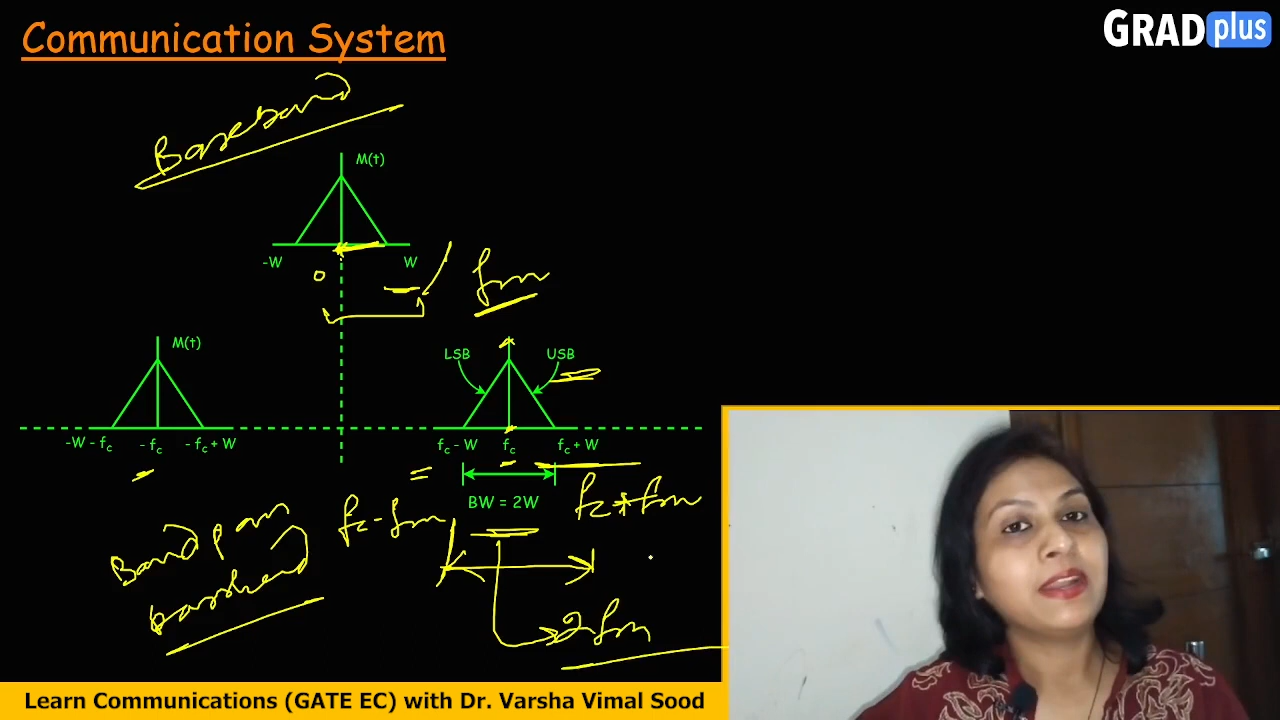 Communication System
GRADplus
Baseband
M(t)
-W
0
W
fm
M(t)
LSB
USB
-W - fc
- fc
- fc + W
fc - W
fc
fc + W
=
BW = 2W
fc - fm
fc + fm
Bandpass
passband
2fm
Learn Communications (GATE EC) with Dr. Varsha Vimal Sood